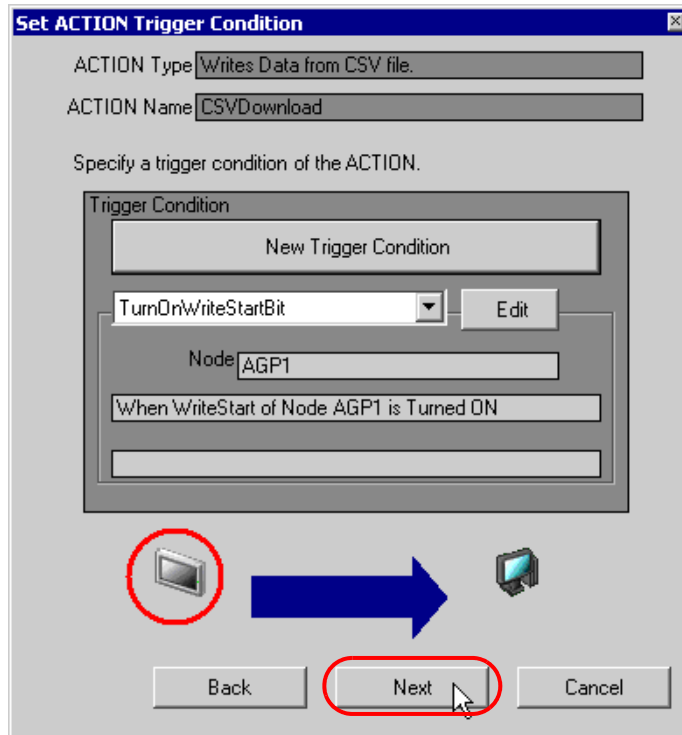 Set ACTION Trigger Condition
ACTION Type Writes Data from CSV file.
ACTION Name CSVDownload
Specify a trigger condition of the ACTION.
Trigger Condition
New Trigger Condition
TurnOnWriteStartBit Edit
Node AGP1
When WriteStart of Node AGP1 is Turned ON
Back Next Cancel